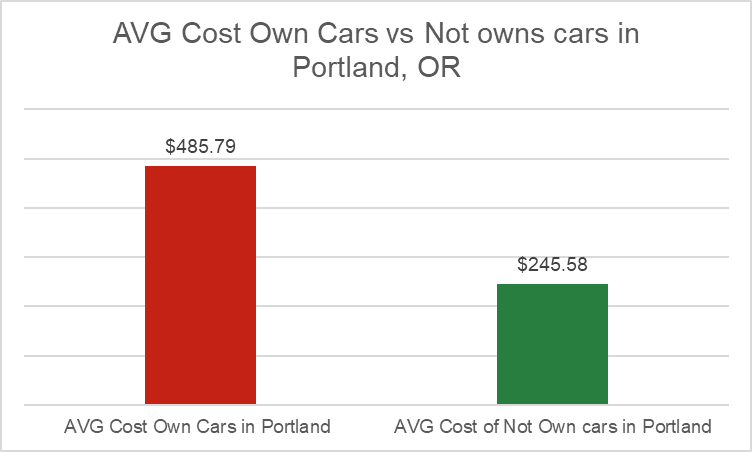 AVG Cost Own Cars vs Not owns cars in
Portland, OR
$485.79
$245.58
AVG Cost Own Cars in Portland
AVG Cost of Not Own cars in Portland